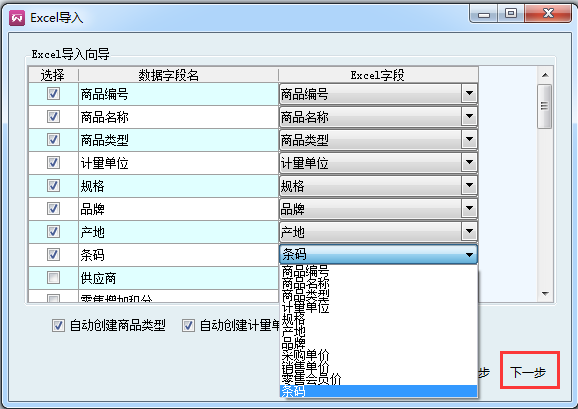 Excel导入
Excel导入向导
选择 数据字段名 Excel字段
商品编号 商品编号
商品名称 商品名称
商品类型 商品类型
计量单位 计量单位
规格 规格
品牌 品牌
产地 产地
条码 条码
供应商
零售增加积分
商品编号
商品名称
商品类型
计量单位
规格
产地
品牌
采购单价
销售单价
零售会员价
条码
自动创建商品类型 自动创建计量单
步 下一步